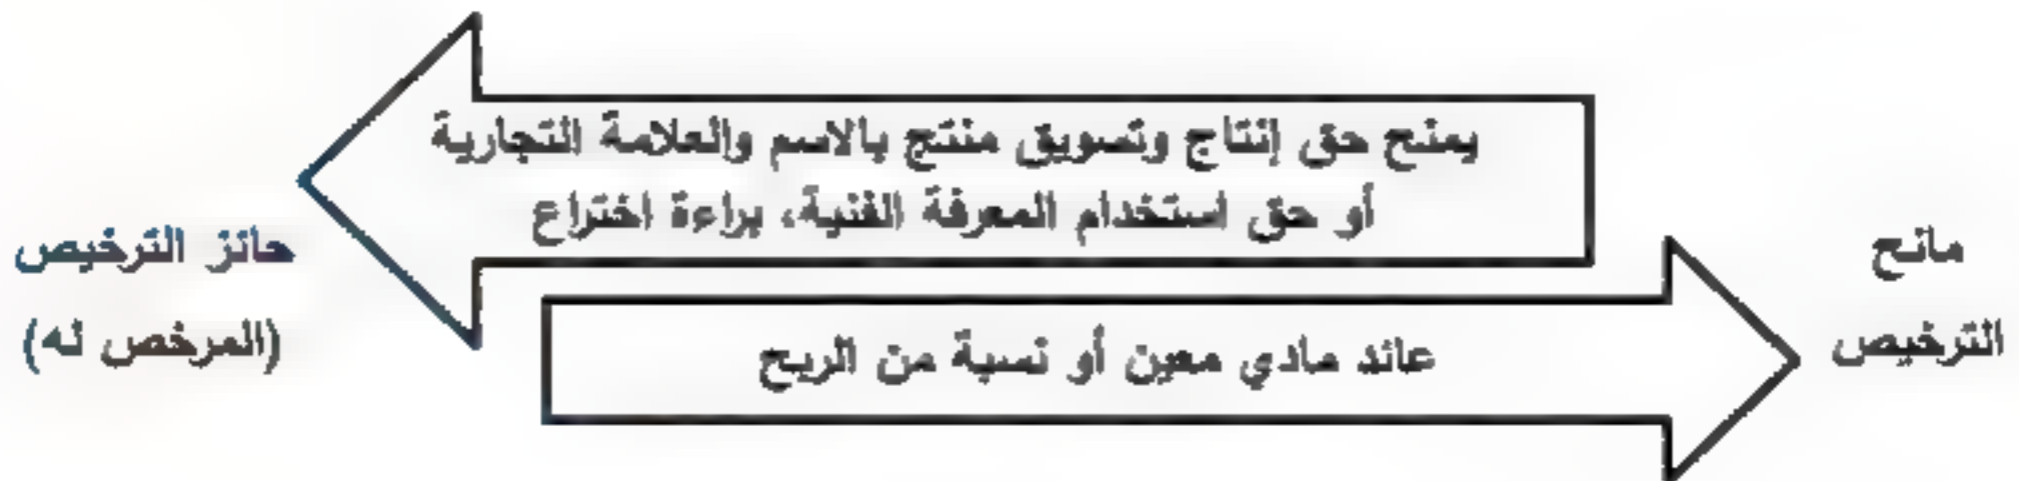 يمنح حق إنتاج وتسويق منتج بالاسم والعلامة التجارية
أو حق استخدام المعرفة الفنية، براءة اختراع
مانح
الترخيص
حائز الترخيص
(المرخص له)
عائد مادي معين أو نسبة من الربح